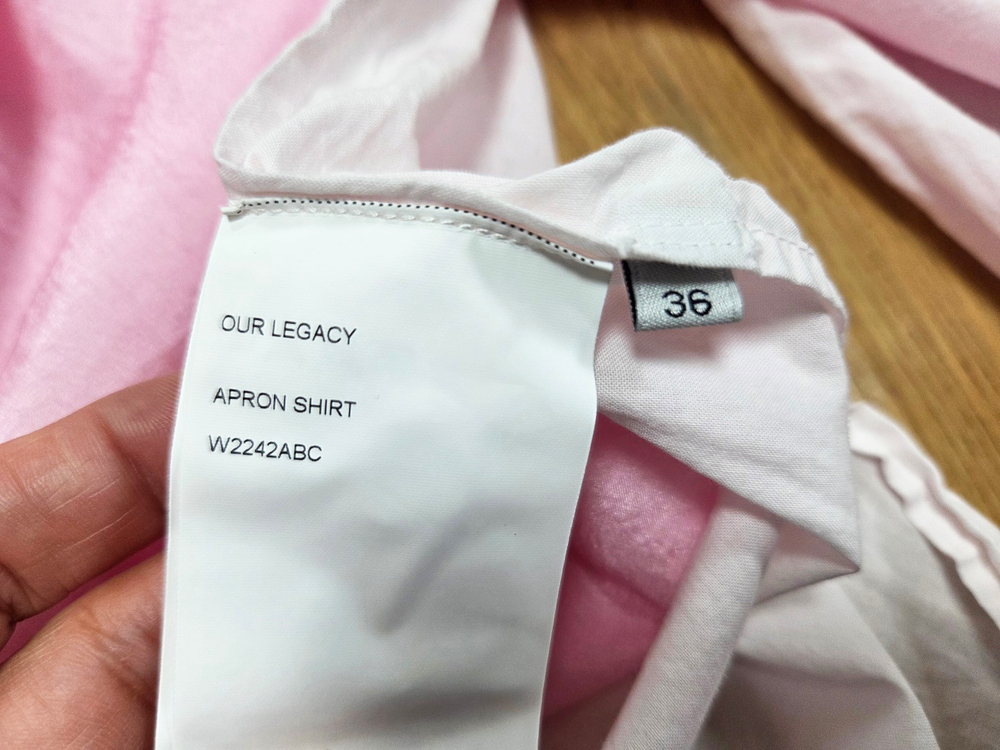 OUR LEGACY
APRON SHIRT
W2242ABC
36